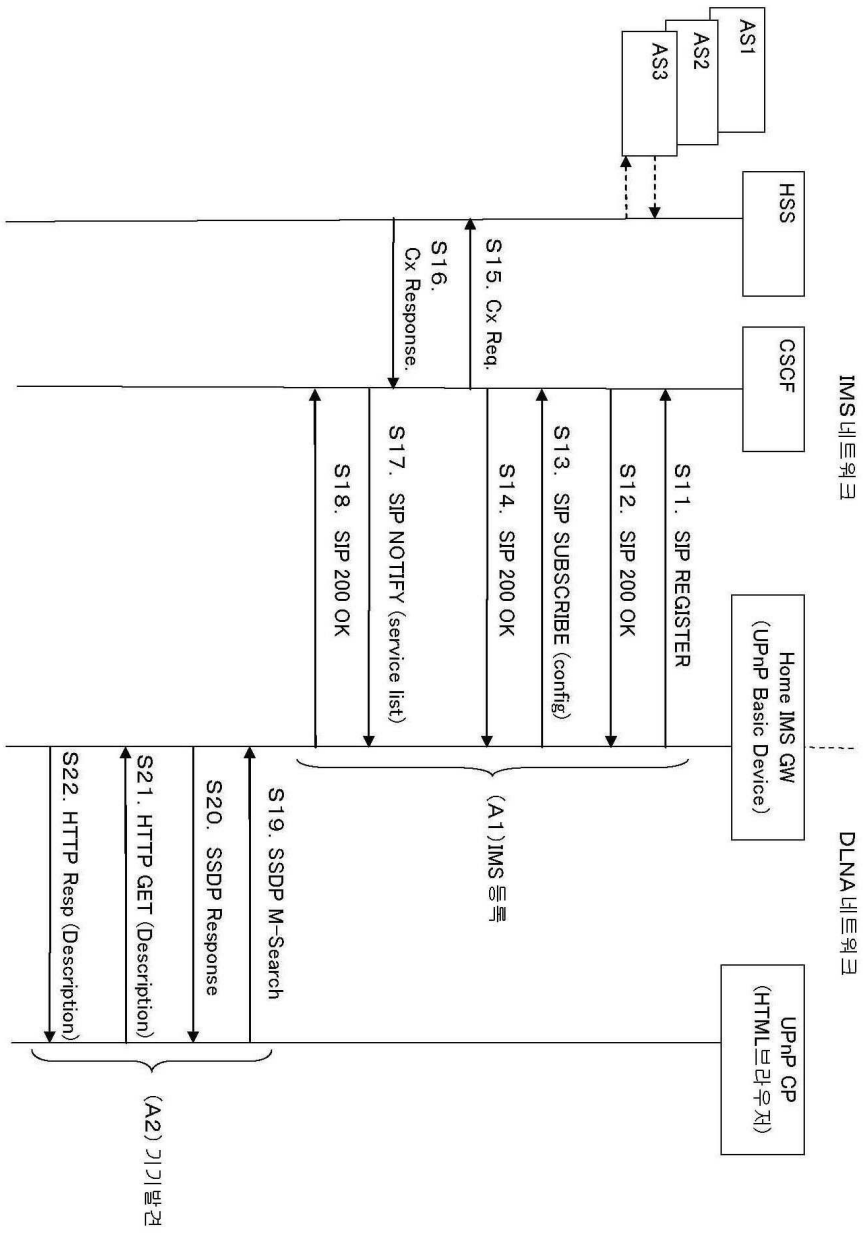 IMS네트워크
DLNA네트워크
AS1
AS2
AS3
HSS
CSCF
Home IMS GW
(UPnP Basic Device)
UPnP CP
(HTML브라우저)
S11. SIP REGISTER
S12. SIP 200 OK
S13. SIP SUBSCRIBE (config)
S14. SIP 200 OK
S15. Cx Req.
S16.
Cx Response.
S17. SIP NOTIFY (service list)
S18. SIP 200 OK
(A1)IMS 등록
S19. SSDP M-Search
S20. SSDP Response
S21. HTTP GET (Description)
S22. HTTP Resp (Description)
(A2) 기기발견